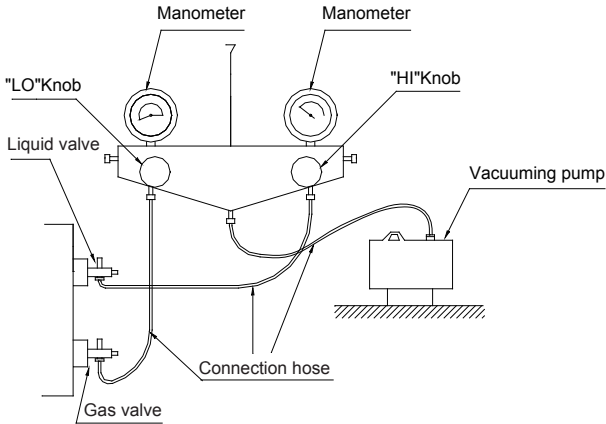 Manometer
Manometer
"LO"Knob
"HI"Knob
Liquid valve
Vacuuming pump
Connection hose
Gas valve